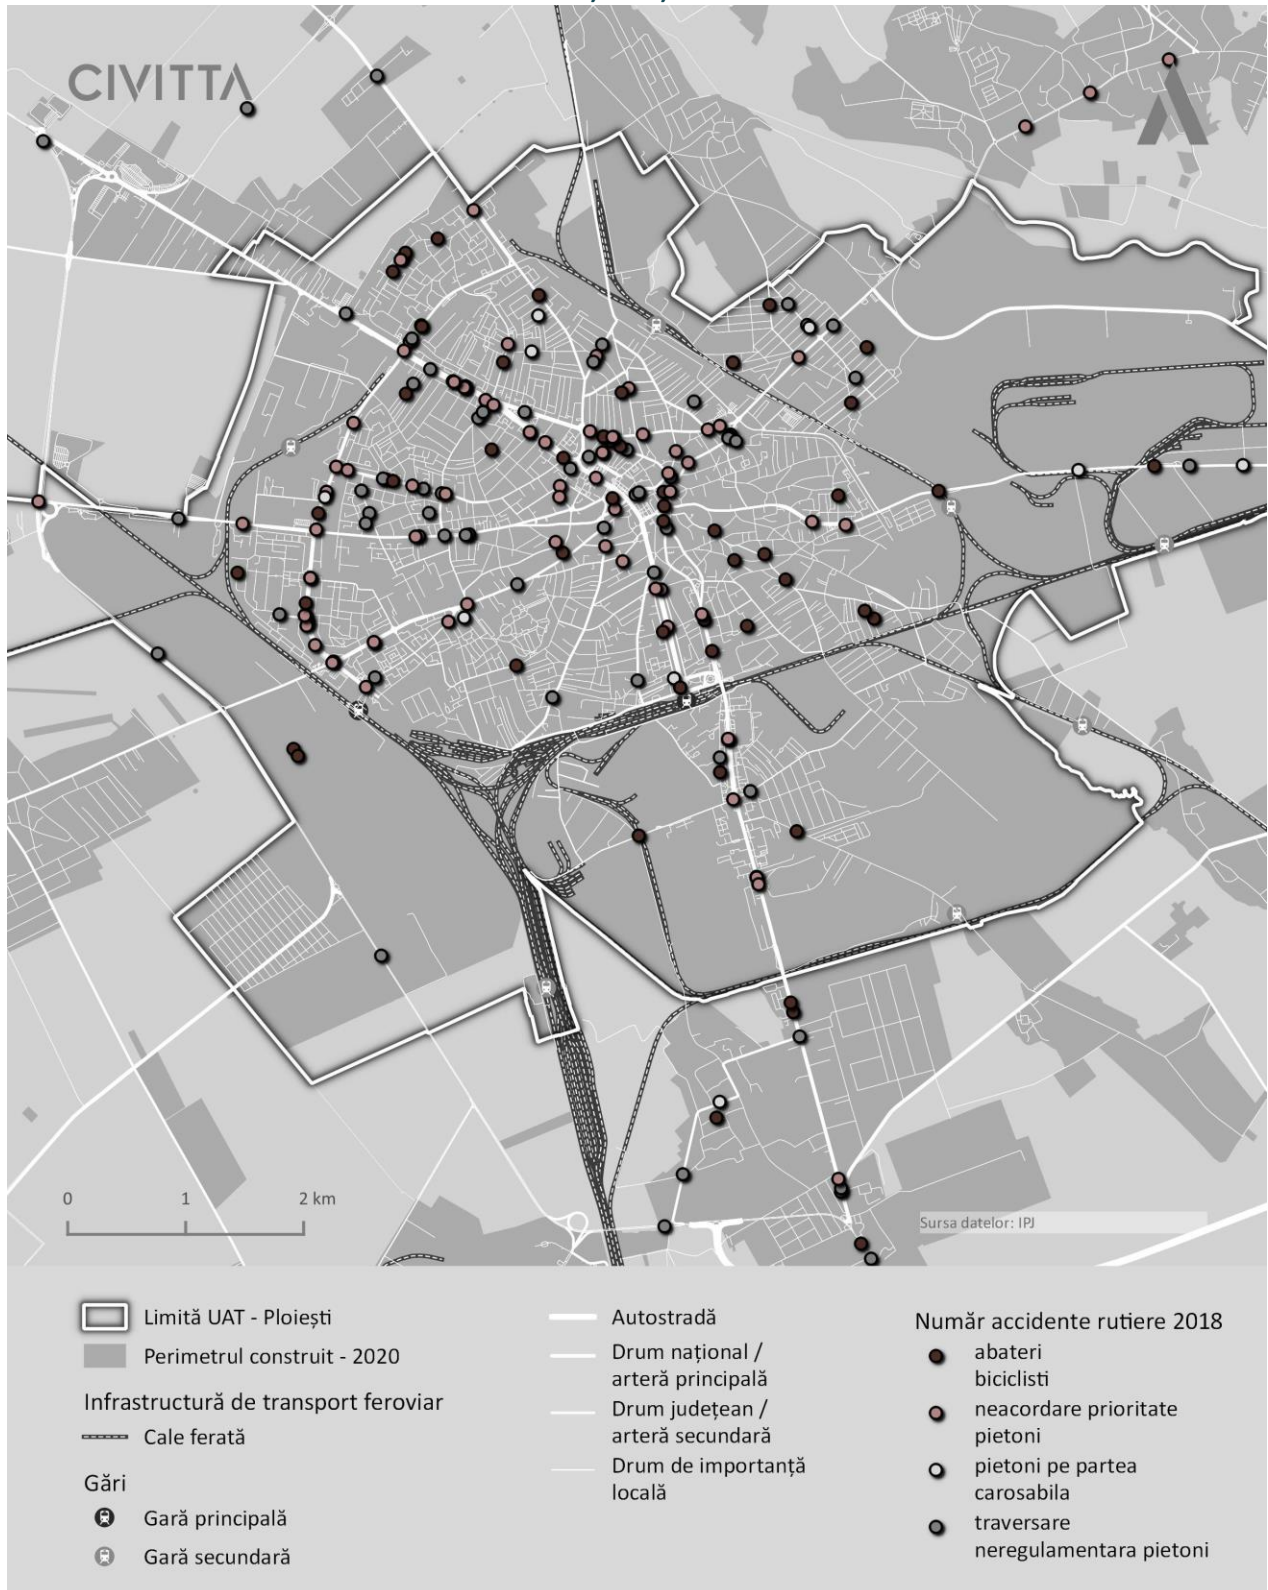 CIVITTA
0 1 2 km
Sursa datelor: IPJ
Limită UAT - Ploiești
Perimetrul construit - 2020
Infrastructură de transport feroviar
Cale ferată
Gări
Gară principală
Gară secundară
Autostradă
Drum național /
arteră principală
Drum județean /
arteră secundară
Drum de importanță
locală
Număr accidente rutiere 2018
abateri
biciclisti
neacordare prioritate
pietoni
pietoni pe partea
carosabila
traversare
neregulamentara pietoni